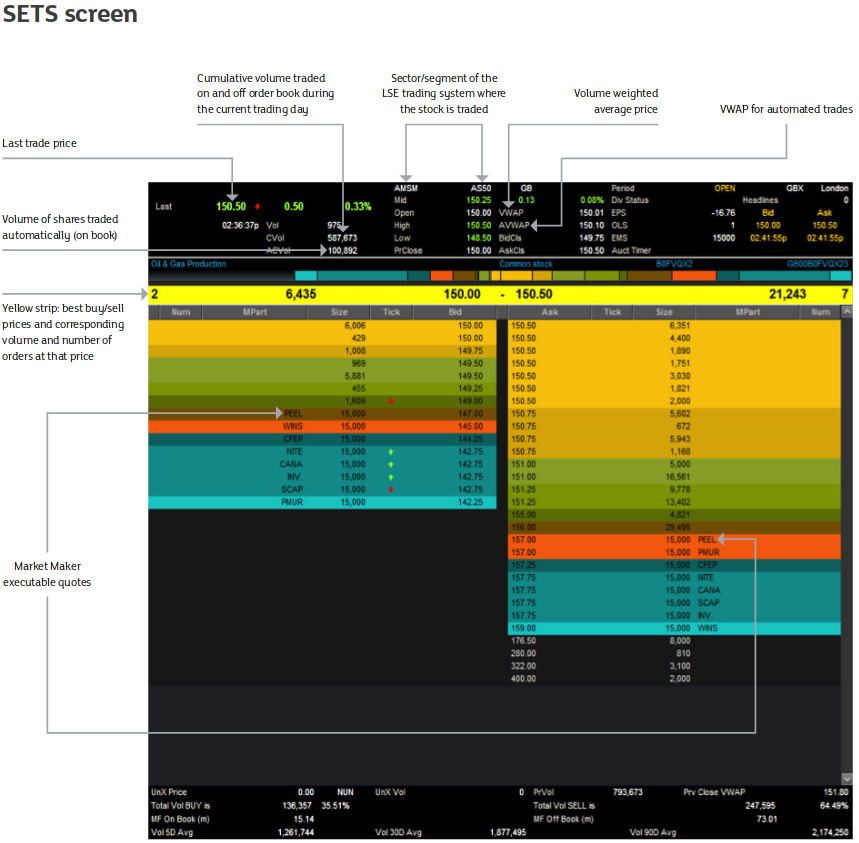 SETS screen
Cumulative volume traded
on and off order book during
the current trading day
Sector/segment of the
LSE trading system where
the stock is traded
Volume weighted
average price
VWAP for automated trades
Last trade price
Volume of shares traded
automatically (on book)
Yellow strip: best buy/sell
prices and corresponding
volume and number of
orders at that price
Market Maker
executable quotes
AMSM AS50 GB Period OPEN GBX London
Last 150.50 0.50 0.33% Mid 150.25 0.13 0.08% Div Status Headlines 0
Open 150.00 VWAP 150.01 EPS -16.76 Bid Ask
02:36:37p Vol 975 High 150.50 AVWAP 150.10 OLS 1 150.00 150.50
CVol 587,673 Low 148.50 BidCls 149.75 EMS 15000 02:41:55p 02:41:55p
ACVol 100,892 PrClose 150.00 AskCls 150.50 Auct Timer
Oil & Gas Production Common stock B0FVQX2 GB00B0FVQX23
2 6,435 150.00 - 150.50 21,243 7
Num MPart Size Tick Bid Ask Tick Size MPart Num
6,006 150.00 150.50 6,351
429 150.00 150.50 4,400
1,008 149.75 150.50 1,890
969 149.50 150.50 1,751
5,881 149.50 150.50 3,030
455 149.25 150.50 1,821
1,609 149.00 150.50 2,000
PEEL 15,000 147.00 150.75 5,602
WINS 15,000 145.00 150.75 672
CFEP 15,000 144.25 150.75 5,943
NITE 15,000 142.75 150.75 1,168
CANA 15,000 142.75 151.00 5,000
INV. 15,000 142.75 151.00 16,561
SCAP 15,000 142.75 151.25 9,778
PMUR 15,000 142.25 151.25 13,402
155.00 4,821
156.00 29,495
157.00 15,000 PEEL
157.00 15,000 PMUR
157.25 15,000 CFEP
157.75 15,000 NITE
157.75 15,000 CANA
157.75 15,000 SCAP
157.75 15,000 INV.
159.00 15,000 WINS
176.50 8,000
280.00 810
322.00 3,100
400.00 2,000
UnX Price 0.00 NUN UnX Vol 0 PrVol 793,673 Prv Close VWAP 151.80
Total Vol BUY is 136,357 35.51% Total Vol SELL is 247,595 64.49%
MF On Book (m) 15.14 MF Off Book (m) 73.01
Vol 5D Avg 1,261,744 Vol 30D Avg 1,877,495 Vol 90D Avg 2,174,250